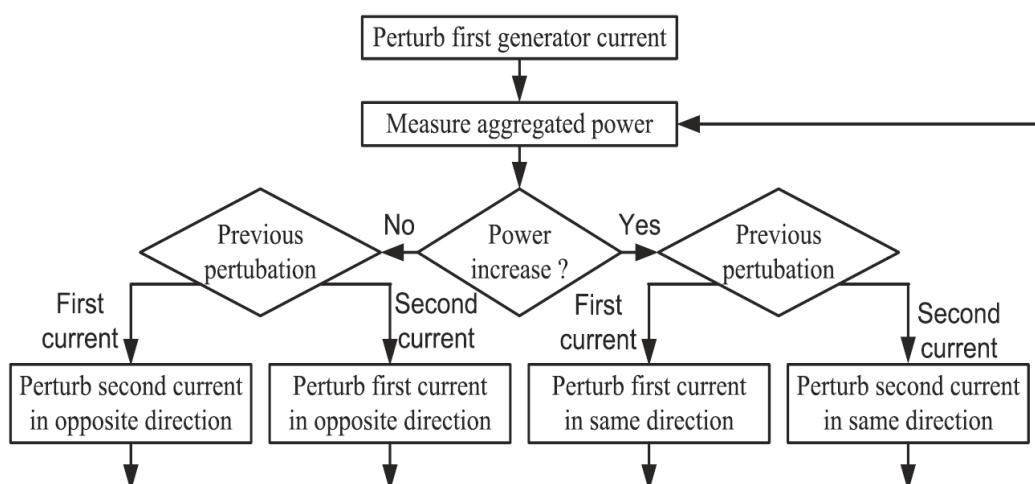 Perturb first generator current
Measure aggregated power
No
Yes
Previous
pertubation
Power
increase ?
Previous
pertubation
First
current
Second
current
First
current
Second
current
Perturb second current
in opposite direction
Perturb first current
in opposite direction
Perturb first current
in same direction
Perturb second current
in same direction